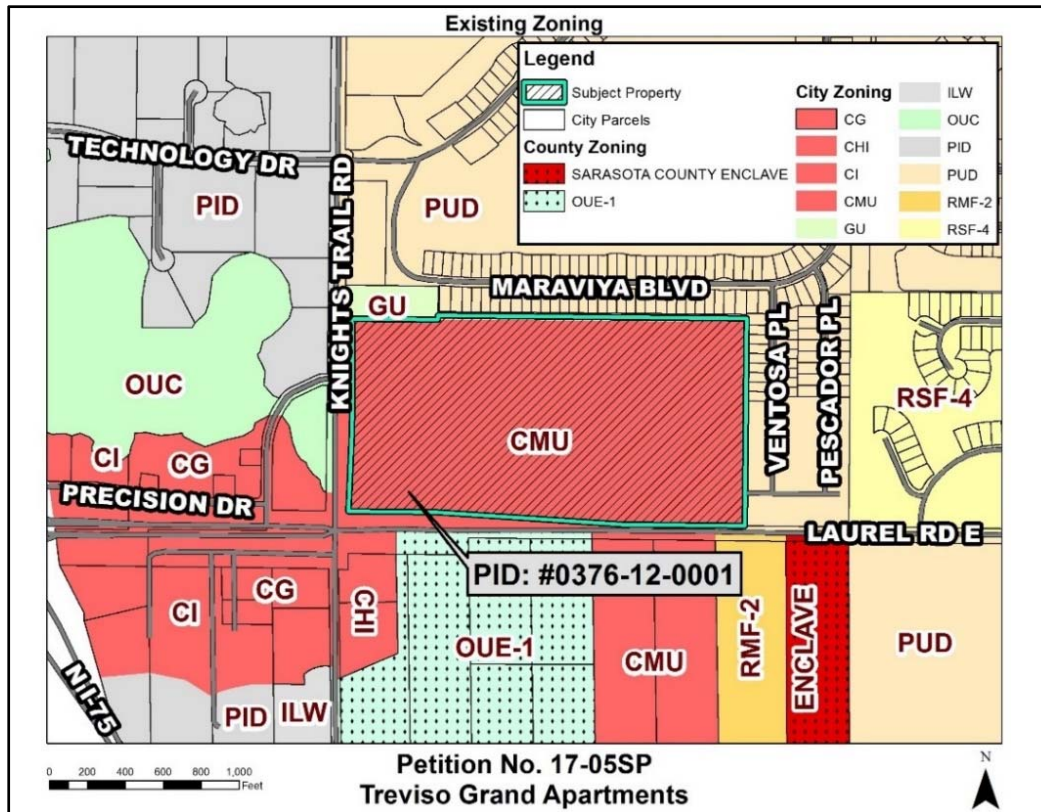 Existing Zoning
Legend
Subject Property
City Parcels
County Zoning
SARASOTA COUNTY ENCLAVE
OUE-1
City Zoning
CG
CHI
CI
CMU
GU
ILW
OUC
PID
PUD
RMF-2
RSF-4
TECHNOLOGY DR
PID
KNIGHTS TRAIL RD
PUD
MARAVIYA BLVD
GU
VENTOSA PL
PESCADOR PL
OUC
RSF-4
CMU
CI
CG
PRECISION DR
LAUREL RD E
PID: #0376-12-0001
CI
CG
CHI
OUE-1
CMU
RMF-2
ENCLAVE
PUD
NI-75
PID
ILW
0 200 400 600 800 1,000
Feet
Petition No. 17-05SP
Treviso Grand Apartments
N